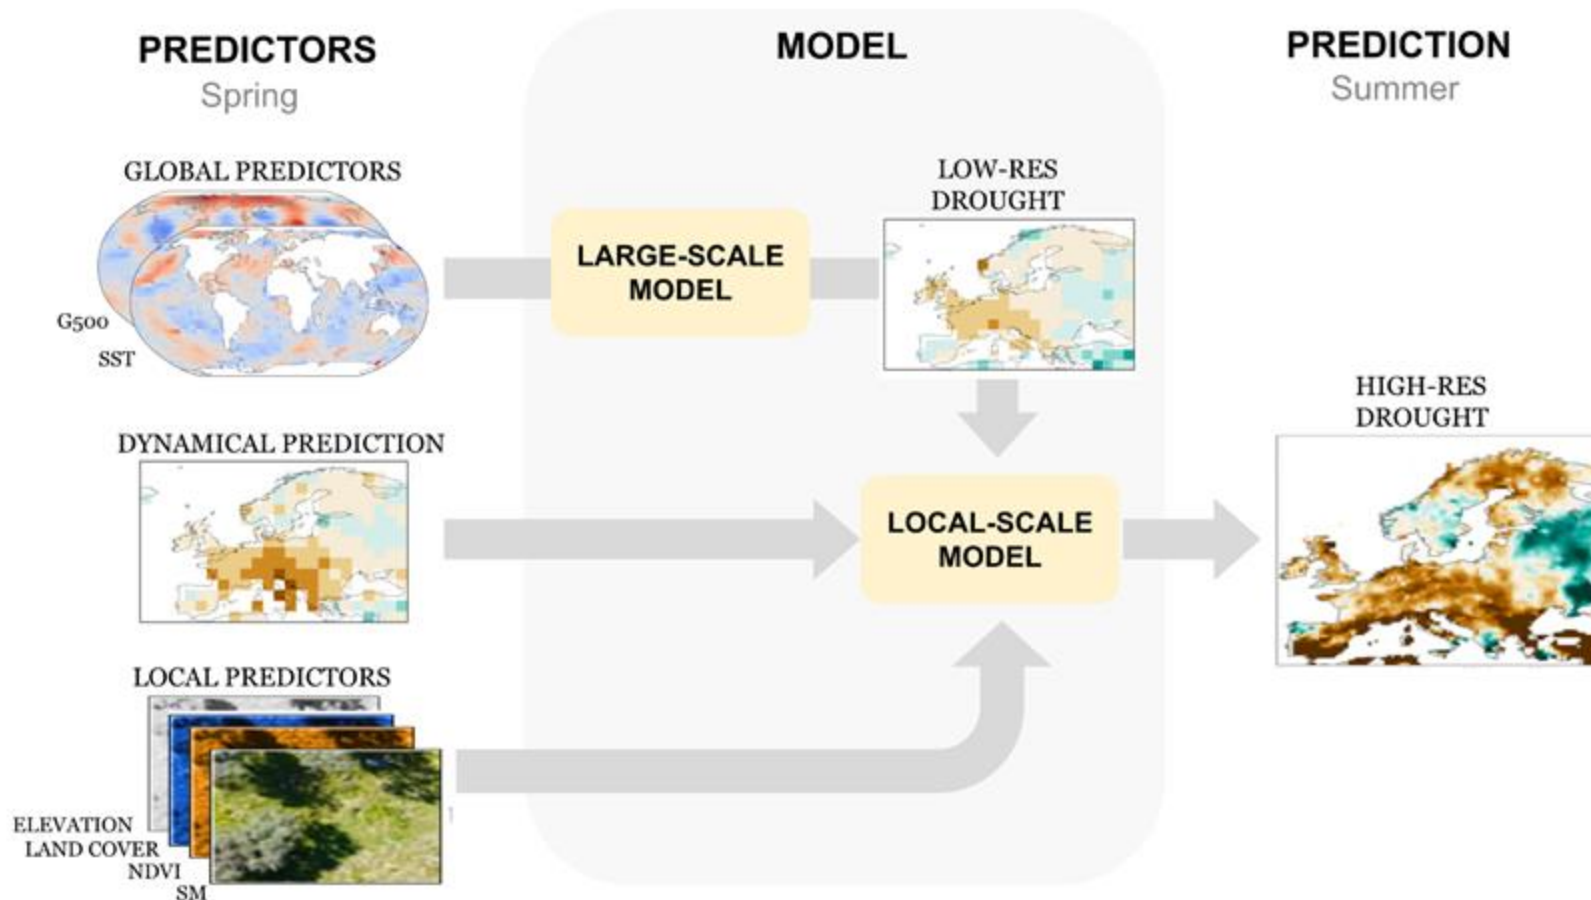 PREDICTORS
Spring
MODEL
PREDICTION
Summer
GLOBAL PREDICTORS
G500
SST
LARGE-SCALE
MODEL
LOW-RES
DROUGHT
DYNAMICAL PREDICTION
LOCAL-SCALE
MODEL
HIGH-RES
DROUGHT
LOCAL PREDICTORS
ELEVATION
LAND COVER
NDVI
SM